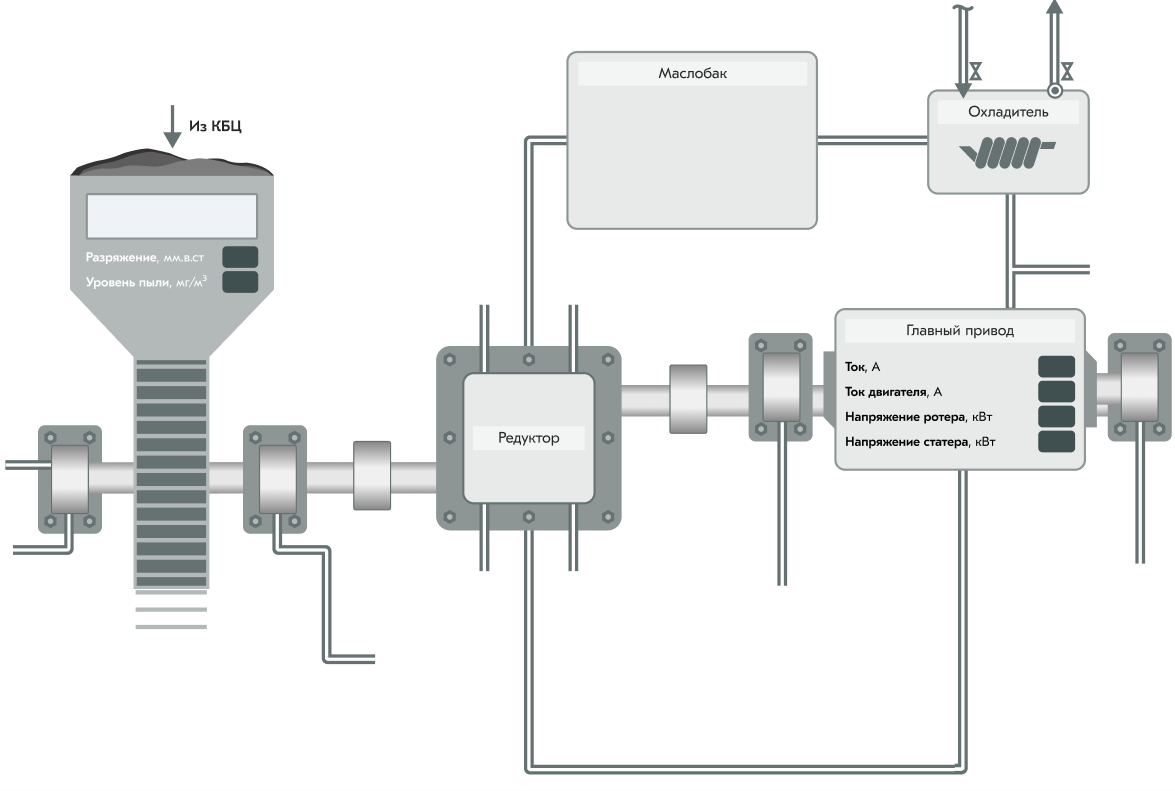 Маслобак
Охладитель
Из КБЦ
Разряжение, мм.в.ст
Уровень пыли, мг/м³
Главный привод
Ток, А
Ток двигателя, А
Напряжение ротера, кВт
Напряжение статера, кВт
Редуктор